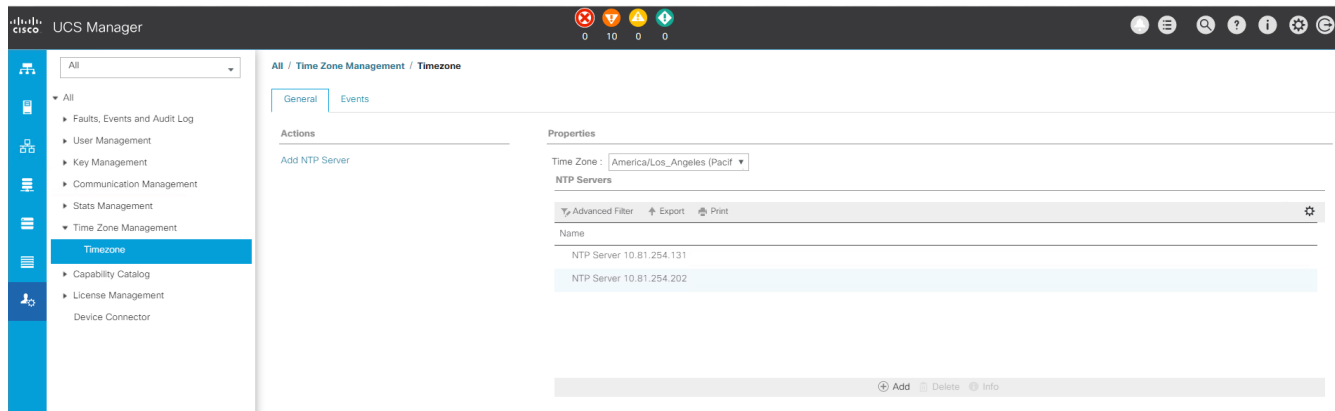 cisco UCS Manager
0 10 0 0
All
All / Time Zone Management / Timezone
All
Faults, Events and Audit Log
User Management
Key Management
Communication Management
Stats Management
Time Zone Management
Timezone
Capability Catalog
License Management
Device Connector
General Events
Actions
Add NTP Server
Properties
Time Zone : America/Los_Angeles (Pacif
NTP Servers
Advanced Filter Export Print
Name
NTP Server 10.81.254.131
NTP Server 10.81.254.202
Add Delete Info